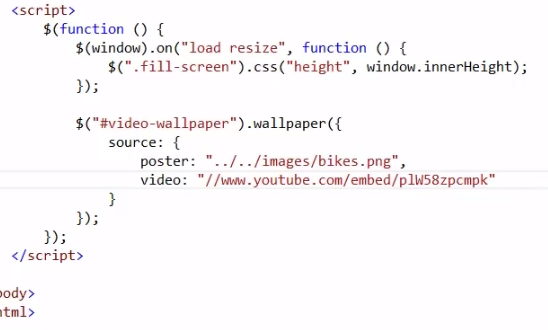 <script>
    $(function () {
        $(window).on("load resize", function () {
            $(".fill-screen").css("height", window.innerHeight);
        });

        $("#video-wallpaper").wallpaper({
            source: {
                poster: "../../images/bikes.png",
                video: "//www.youtube.com/embed/plW58zpcmpk"
            }
        });
    });
</script>

ody>
html>